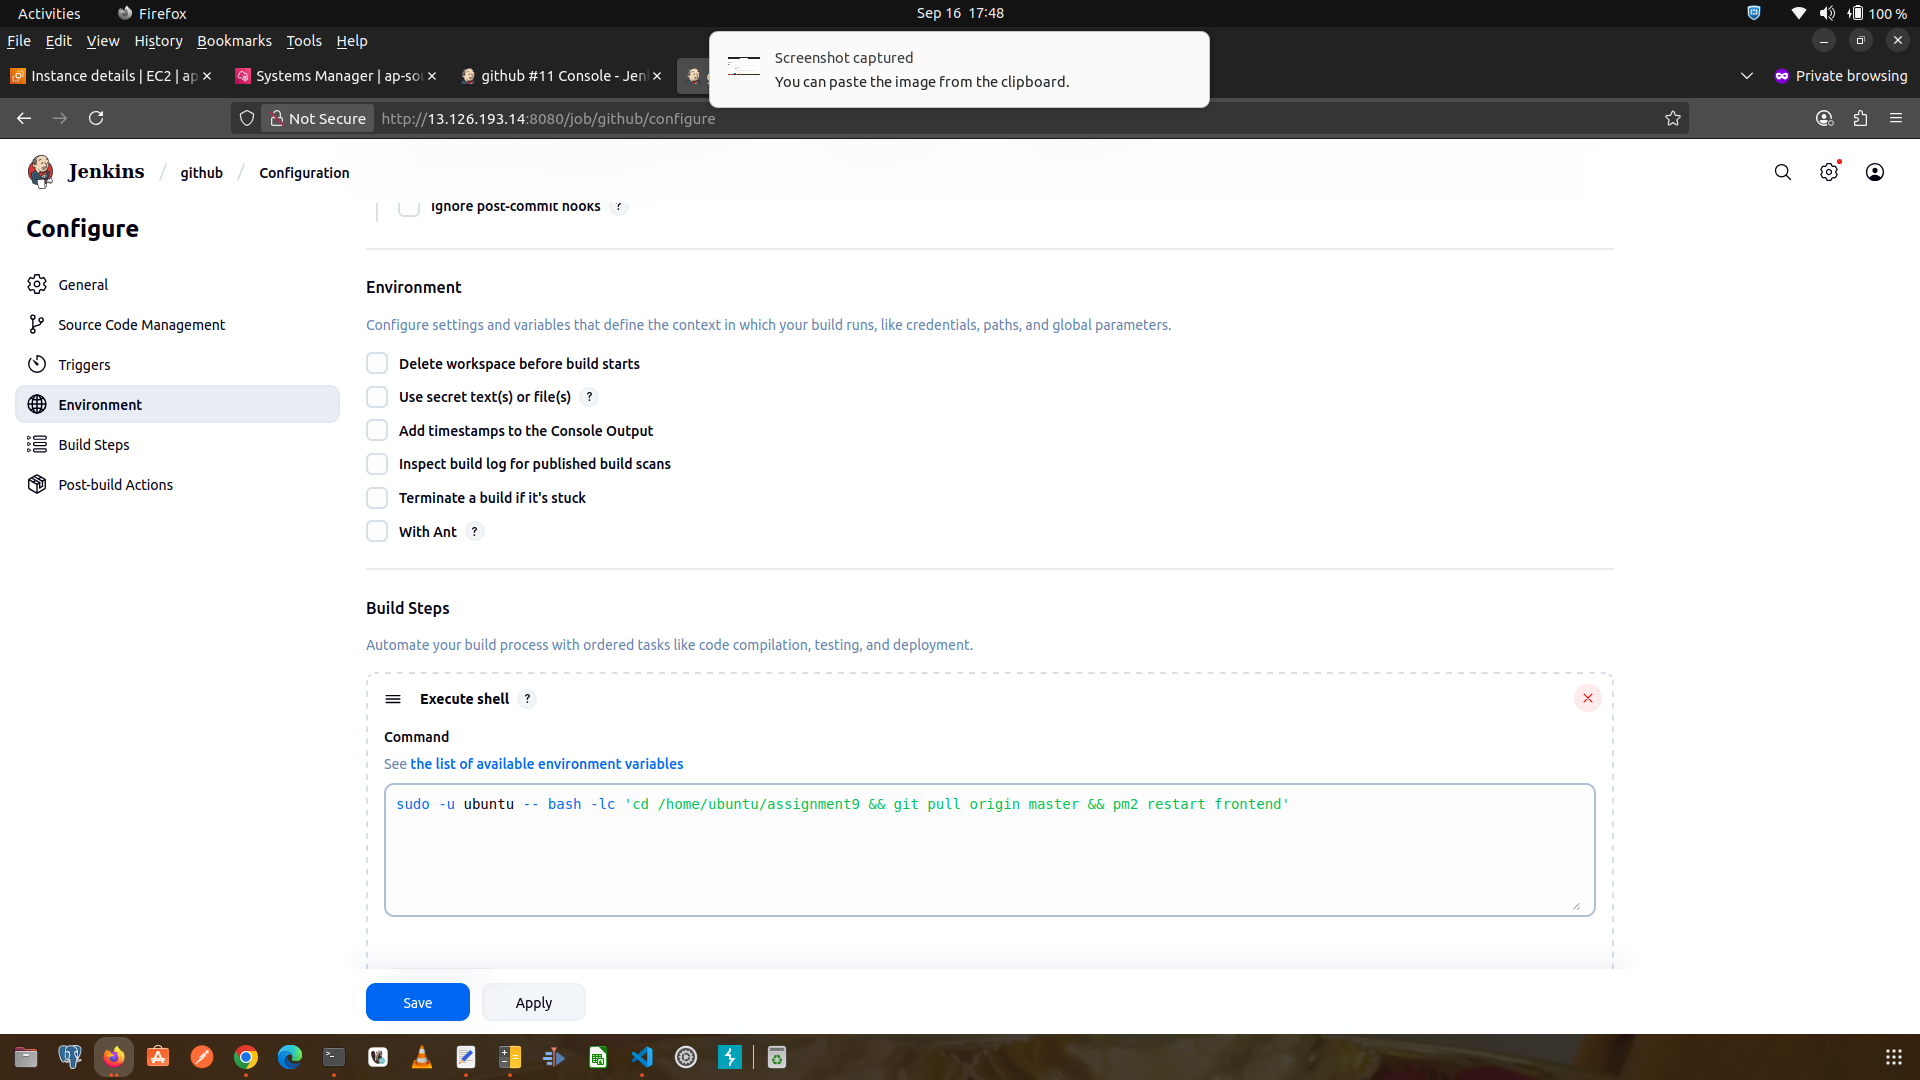 Activities
Firefox
Sep 16 17:48
100 %
File Edit View History Bookmarks Tools Help
Screenshot captured
You can paste the image from the clipboard.
Instance details | EC2 | ap
Systems Manager | ap-sou
github #11 Console - Jenk
Private browsing
Not Secure
http://13.126.193.14:8080/job/github/configure
Jenkins / github / Configuration
Configure
General
Source Code Management
Triggers
Environment
Build Steps
Post-build Actions
Ignore post-commit hooks ?
Environment
Configure settings and variables that define the context in which your build runs, like credentials, paths, and global parameters.
Delete workspace before build starts
Use secret text(s) or file(s) ?
Add timestamps to the Console Output
Inspect build log for published build scans
Terminate a build if it's stuck
With Ant ?
Build Steps
Automate your build process with ordered tasks like code compilation, testing, and deployment.
Execute shell ?
Command
See the list of available environment variables
sudo -u ubuntu -- bash -lc 'cd /home/ubuntu/assignment9 && git pull origin master && pm2 restart frontend'
Save
Apply